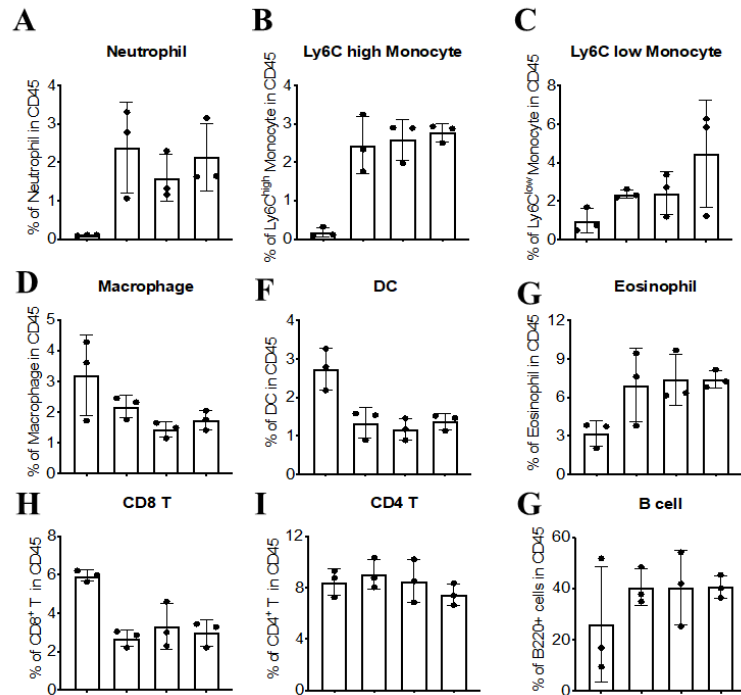 A
Neutrophil
% of Neutrophil in CD45
4
3
2
1
0
B
Ly6C high Monocyte
% of Ly6C^high Monocyte in CD45
4
3
2
1
0
C
Ly6C low Monocyte
% of Ly6C^low Monocyte in CD45
8
6
4
2
0
D
Macrophage
% of Macrophage in CD45
5
4
3
2
1
0
F
DC
% of DC in CD45
4
3
2
1
0
G
Eosinophil
% of Eosinophil in CD45
12
9
6
3
0
H
CD8 T
% of CD8⁺ T in CD45
8
6
4
2
0
I
CD4 T
% of CD4⁺ T in CD45
12
8
4
0
G
B cell
% of B220+ cells in CD45
60
40
20
0